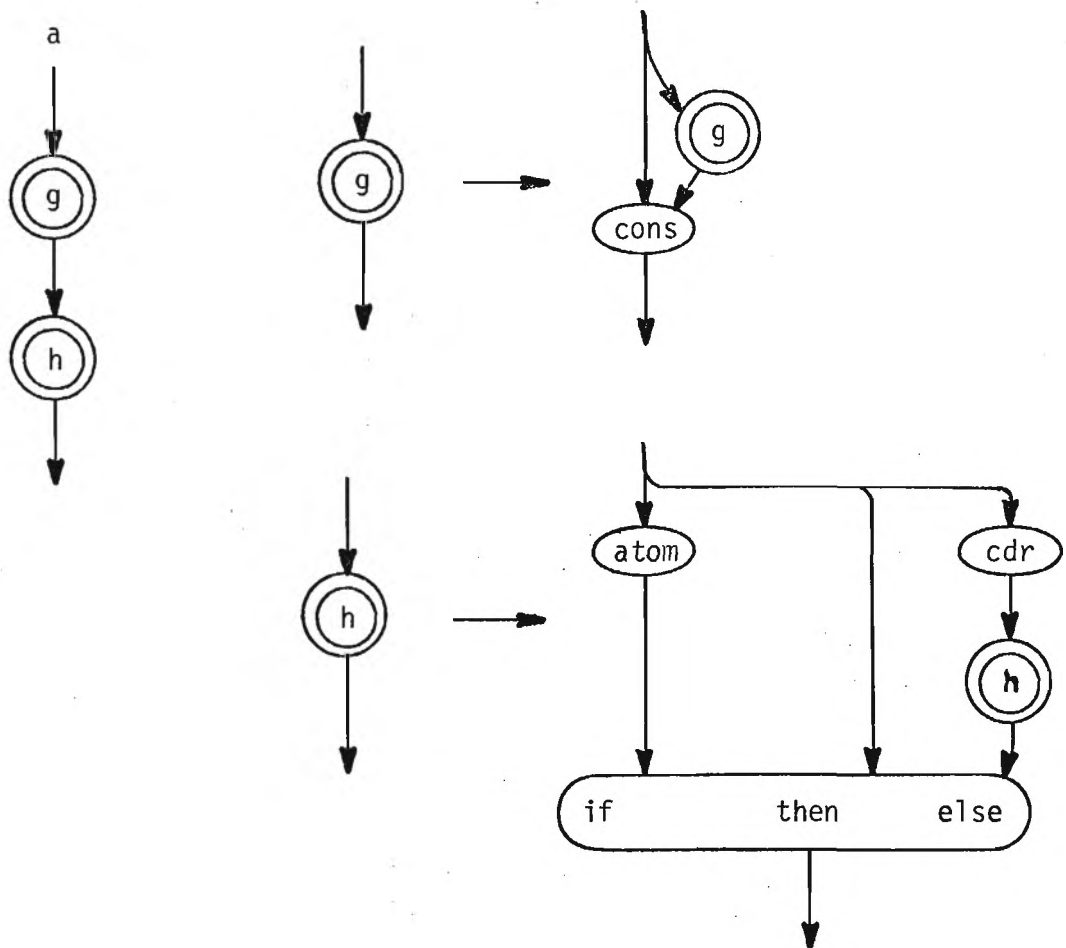 a
g
h
g
g
cons
h
atom
cdr
h
if then else